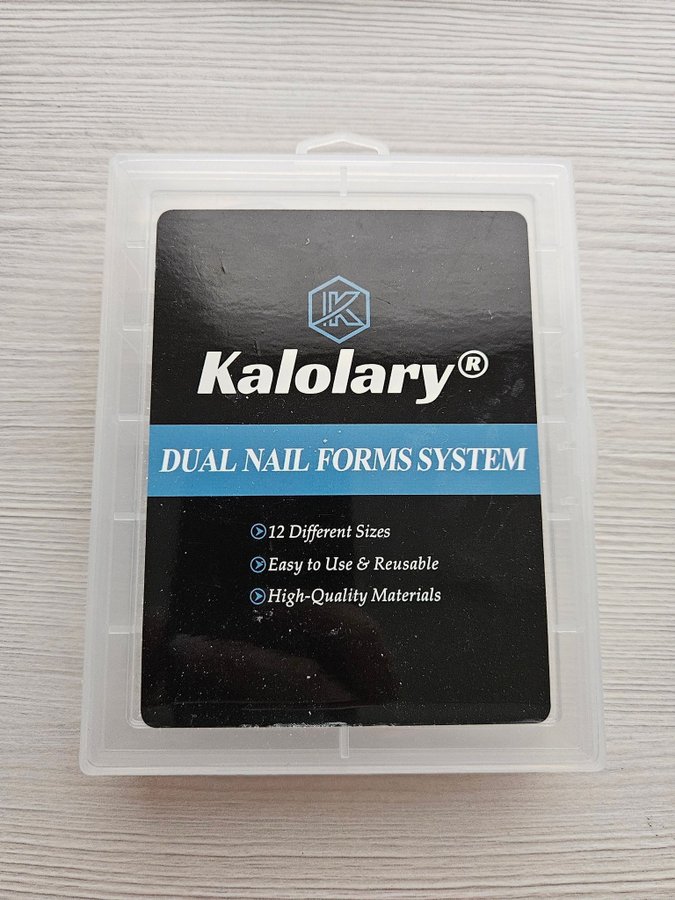 K
Kalolary®
DUAL NAIL FORMS SYSTEM
12 Different Sizes
Easy to Use & Reusable
High-Quality Materials